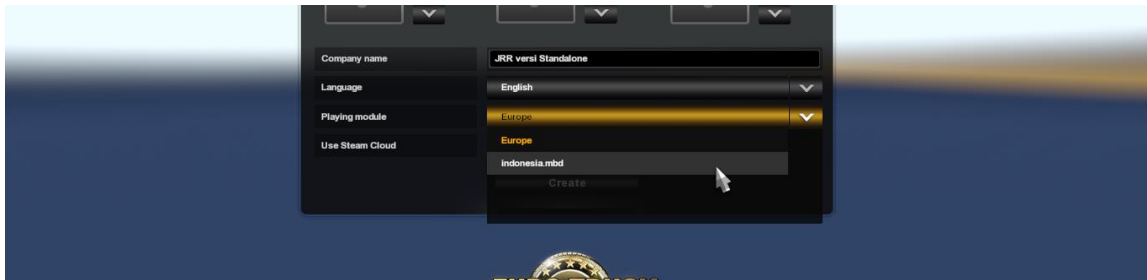 Company name JRR versi Standalone
Language English
Playing module Europe
Europe
Use Steam Cloud
indonesia.mbd
Create